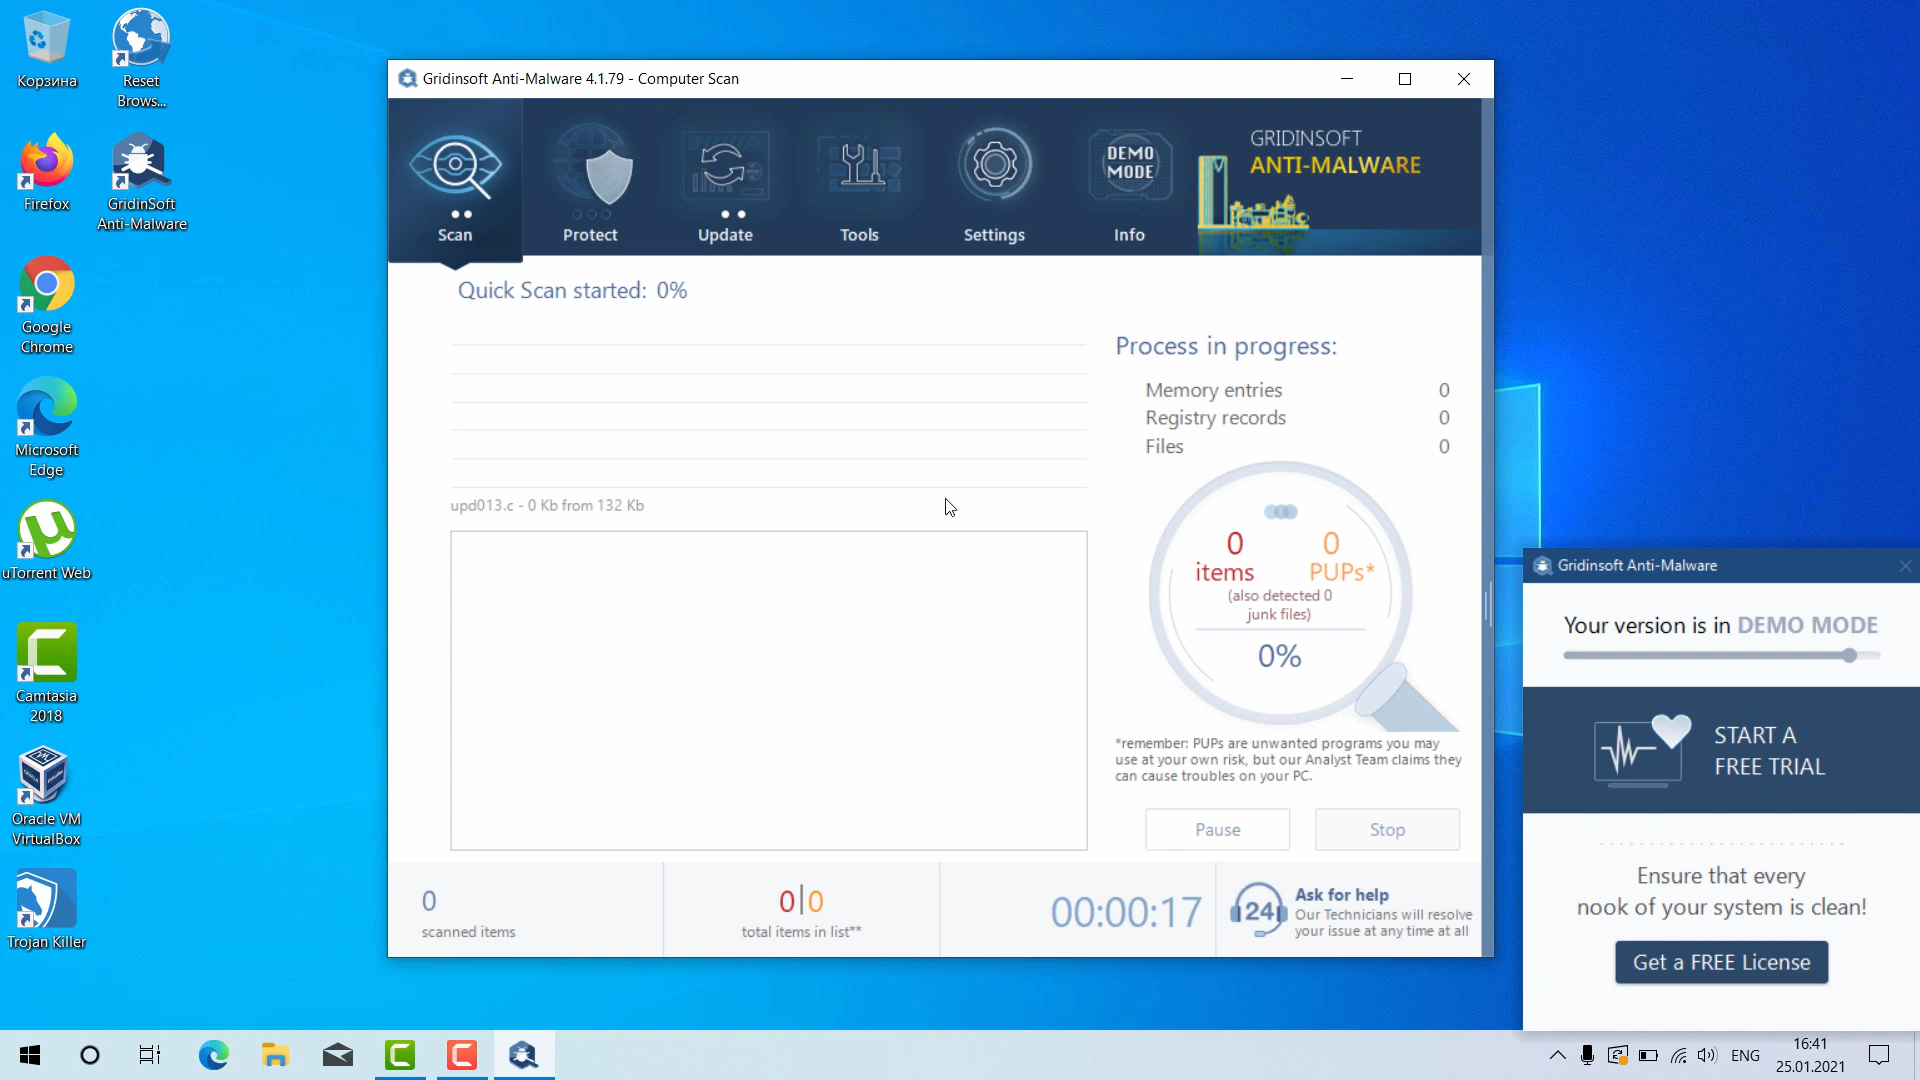 Корзина
Reset
Brows...
Firefox
GridinSoft
Anti-Malware
Google
Chrome
Microsoft
Edge
uTorrent Web
Camtasia
2018
Oracle VM
VirtualBox
Trojan Killer
Gridinsoft Anti-Malware 4.1.79 - Computer Scan
Scan
Protect
Update
Tools
Settings
DEMO
MODE
Info
GRIDINSOFT
ANTI-MALWARE
Quick Scan started: 0%
upd013.c - 0 Kb from 132 Kb
Process in progress:
Memory entries 0
Registry records 0
Files 0
0 0
items PUPs*
(also detected 0
junk files)
0%
*remember: PUPs are unwanted programs you may
use at your own risk, but our Analyst Team claims they
can cause troubles on your PC.
Pause
Stop
0
scanned items
0|0
total items in list**
00:00:17
24
Ask for help
Our Technicians will resolve
your issue at any time at all
Gridinsoft Anti-Malware
Your version is in DEMO MODE
START A
FREE TRIAL
Ensure that every
nook of your system is clean!
Get a FREE License
ENG
16:41
25.01.2021